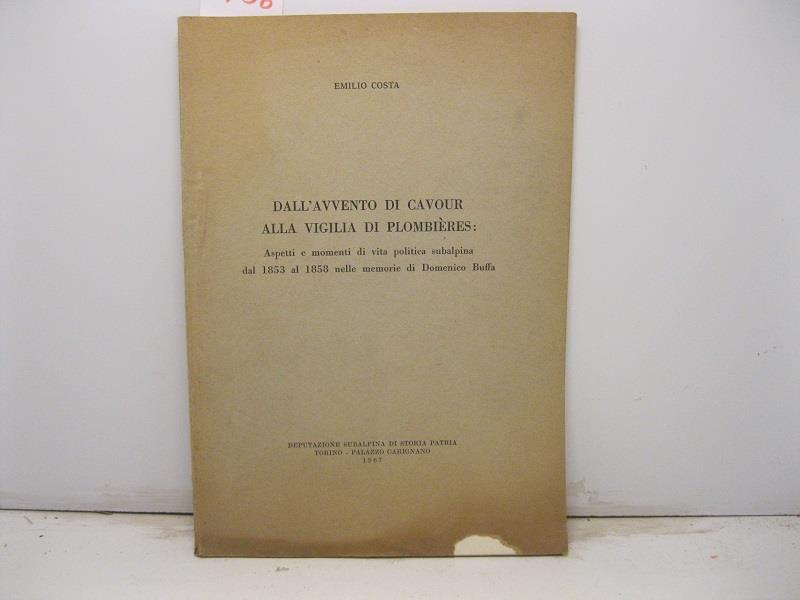 EMILIO COSTA
DALL'AVVENTO DI CAVOUR
ALLA VIGILIA DI PLOMBIÈRES:
Aspetti e momenti di vita politica subalpina
dal 1853 al 1858 nelle memorie di Domenico Buffa
DEPUTAZIONE SUBALPINA DI STORIA PATRIA
TORINO - PALAZZO CARIGNANO
1967